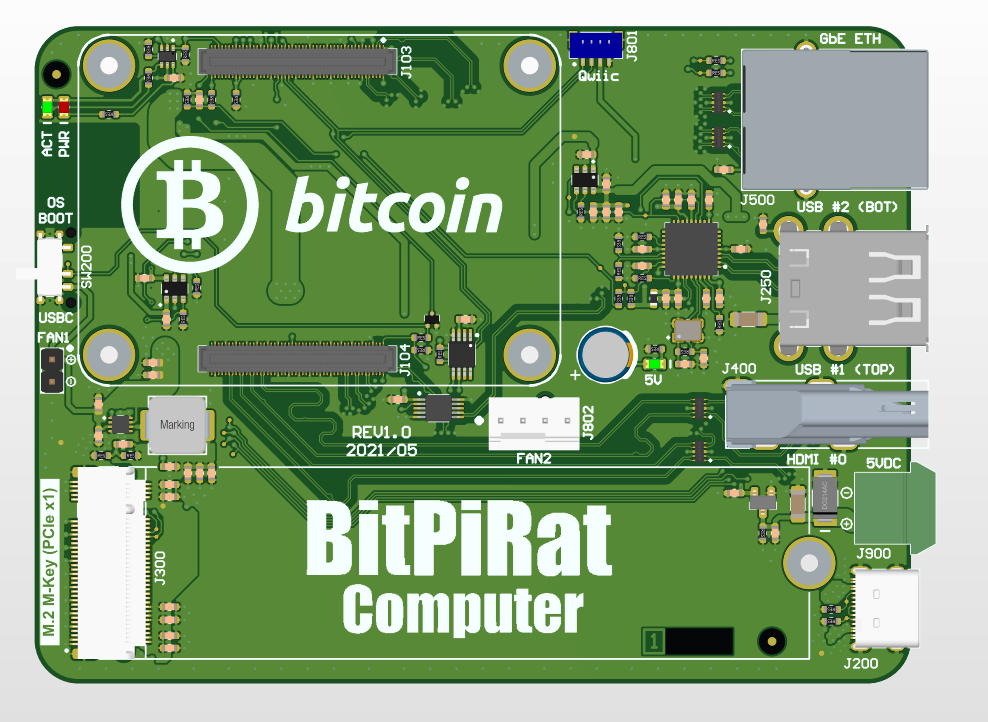 GbE ETH
J801
Qwiic
J103
ACT
PWR
OS
BOOT
SW200
USBC
bitcoin
J500
USB #2 (BOT)
J250
USB #1 (TOP)
FAN1
J104
5V
J400
Marking
REV1.0
2021/05
J802
FAN2
HDMI #0
5VDC
J900
M.2 M-Key (PCIe x1)
J300
BitPiRat
Computer
1
J200